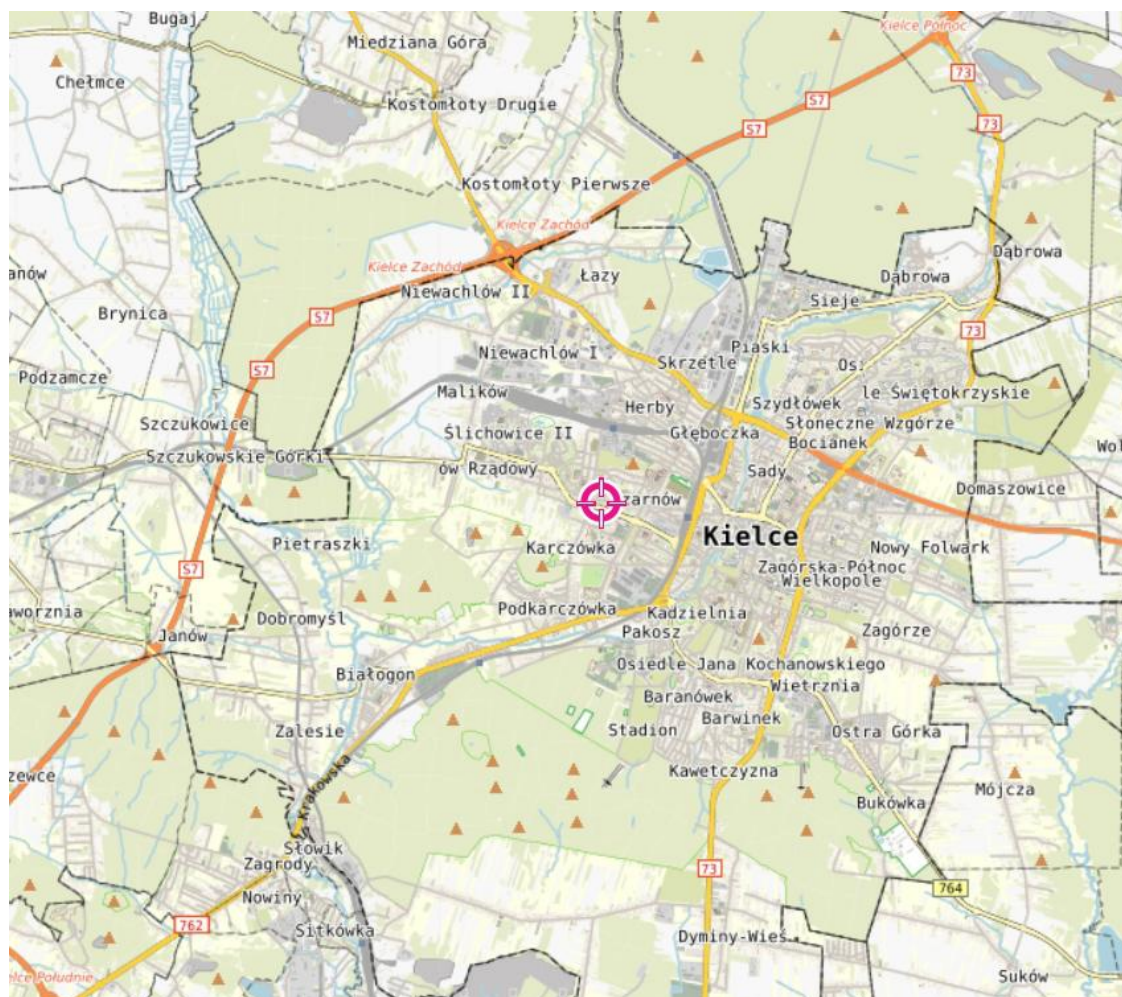 Bugaj
Kielce Północ
Miedziana Góra
73
Chełmce
Kostomłoty Drugie
S7
73
S7
Kostomłoty Pierwsze
Kielce Zachód
Dąbrowa
Kielce Zachód
Łazy
Dąbrowa
Niewachlów II
Sieje
Brynica
S7
73
Niewachlów I
Piaski
Skrzetle
Os.
Podzamcze
S7
Malików
le Świętokrzyskie
Herby
Szydłówek
Szczukowice
Ślichowice II
Głęboczka
Słoneczne Wzgórze
Bocianek
Szczukowskie Górki
ów Rządowy
Sady
zarnów
Domaszowice
Kielce
Pietraszki
Karczówka
Nowy Folwark
Zagórska-Północ
S7
Wielkopole
aworznia
Dobromyśl
Podkarczówka
Kadzielnia
Janów
Pakosz
Zagórze
Białogon
Osiedle Jana Kochanowskiego
Wietrznia
Baranówek
Zalesie
Stadion
Barwinek
Ostra Górka
Krakowska
Kawetczyzna
Mójcza
Bukówka
Słowik
Zagrody
73
764
Nowiny
762
Sitkówka
Dyminy-Wieś
elce Południe
Suków